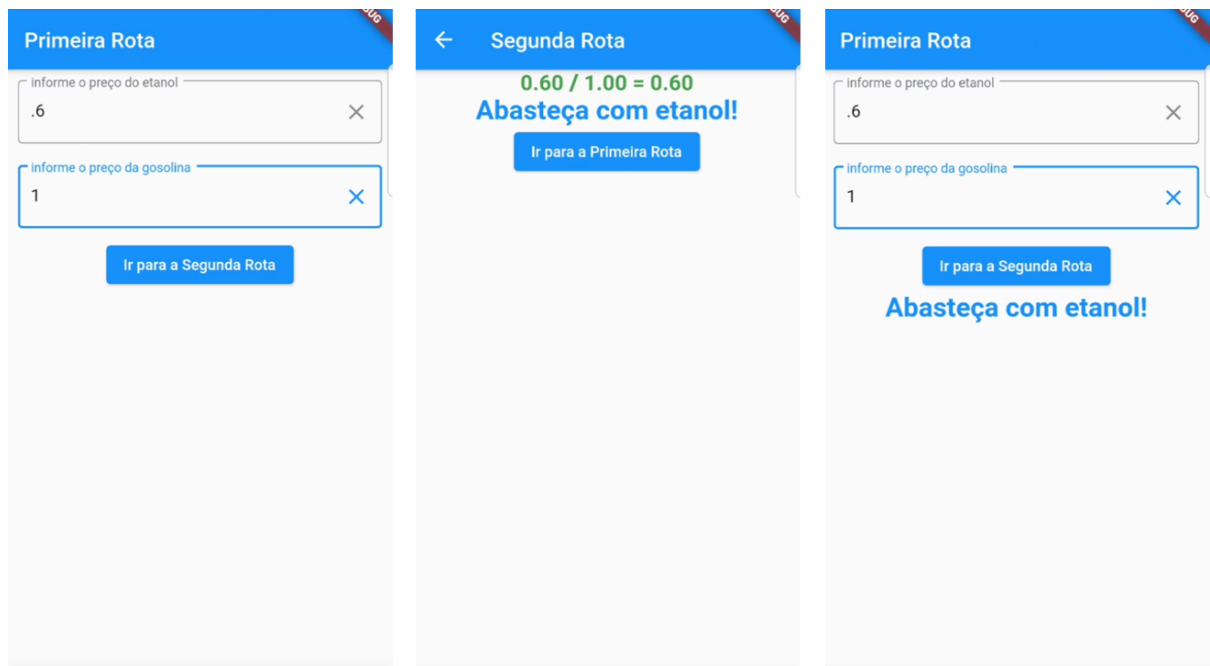 Primeira Rota
informe o preço do etanol
.6
informe o preço da gosolina
1
Ir para a Segunda Rota
Segunda Rota
0.60 / 1.00 = 0.60
Abasteça com etanol!
Ir para a Primeira Rota
Primeira Rota
informe o preço do etanol
.6
informe o preço da gosolina
1
Ir para a Segunda Rota
Abasteça com etanol!